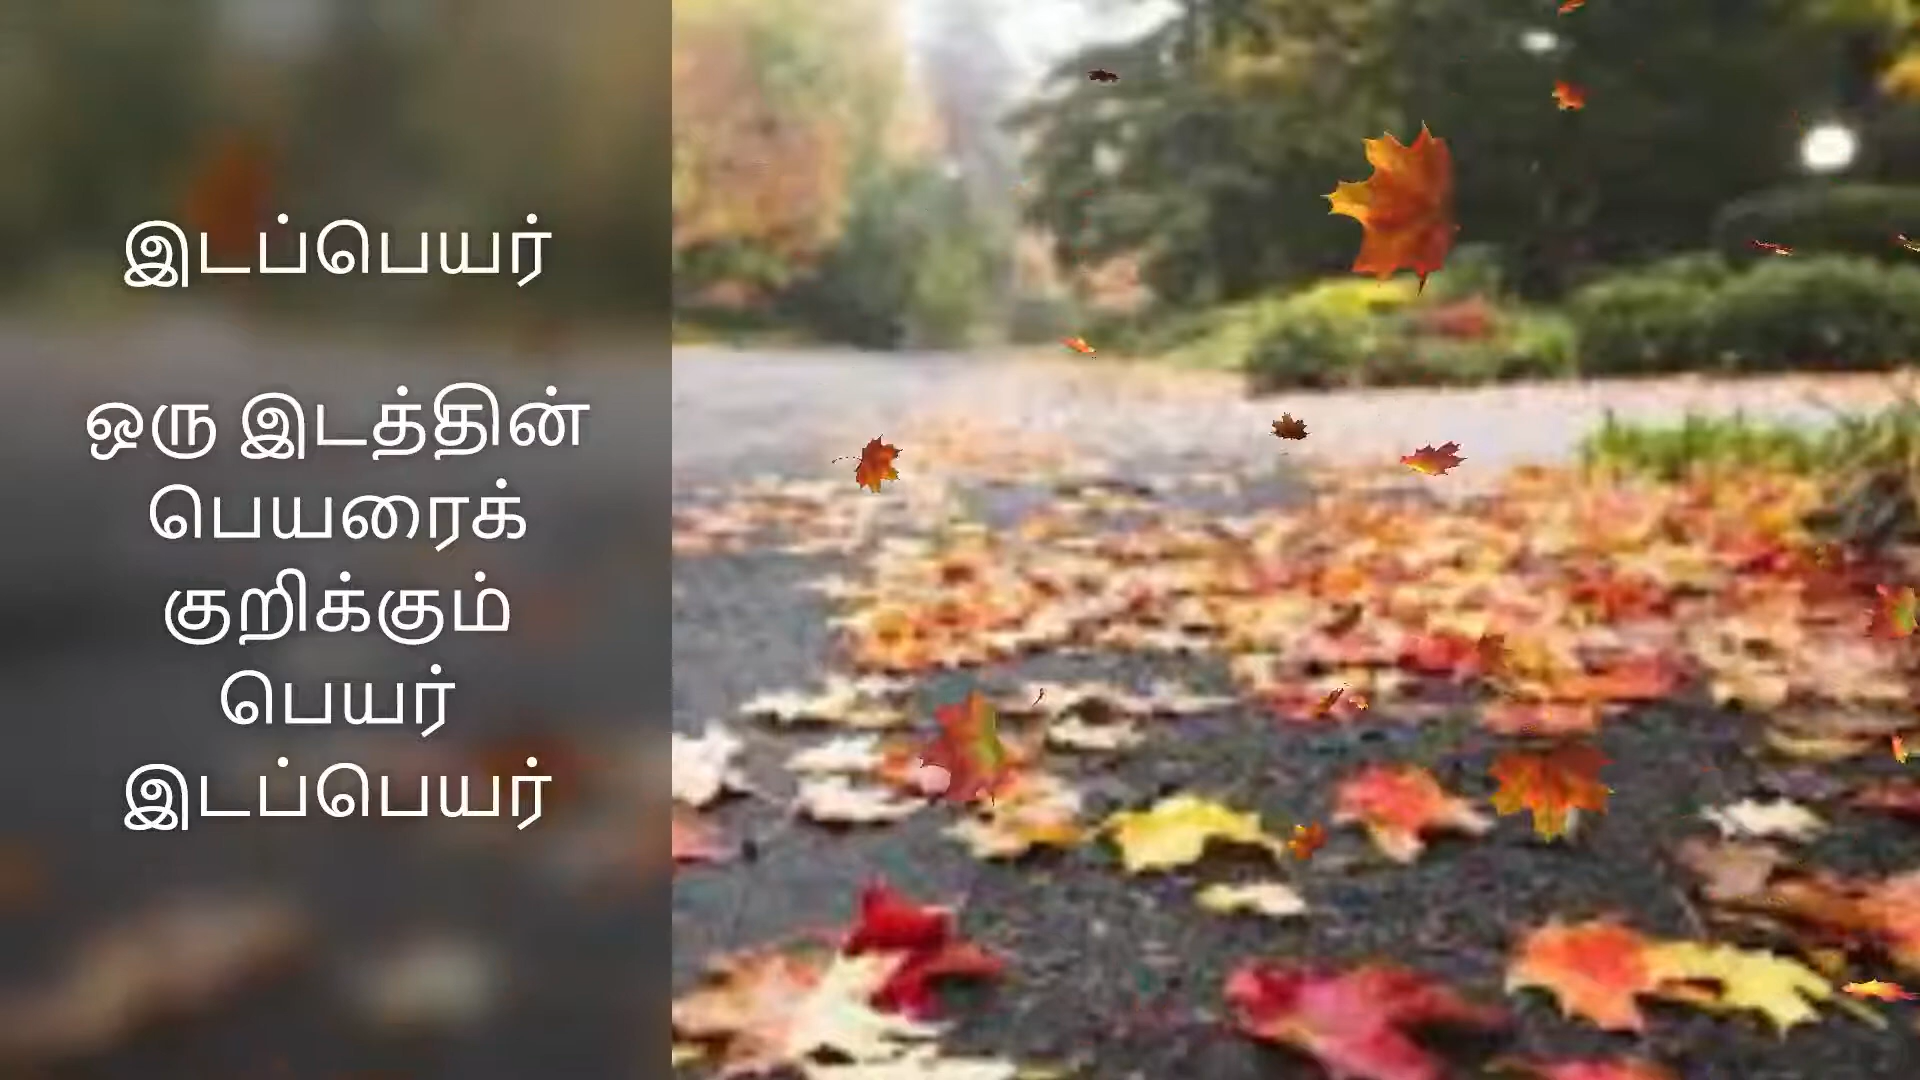 இடப்பெயர்
ஒரு இடத்தின்
பெயரைக்
குறிக்கும்
பெயர்
இடப்பெயர்